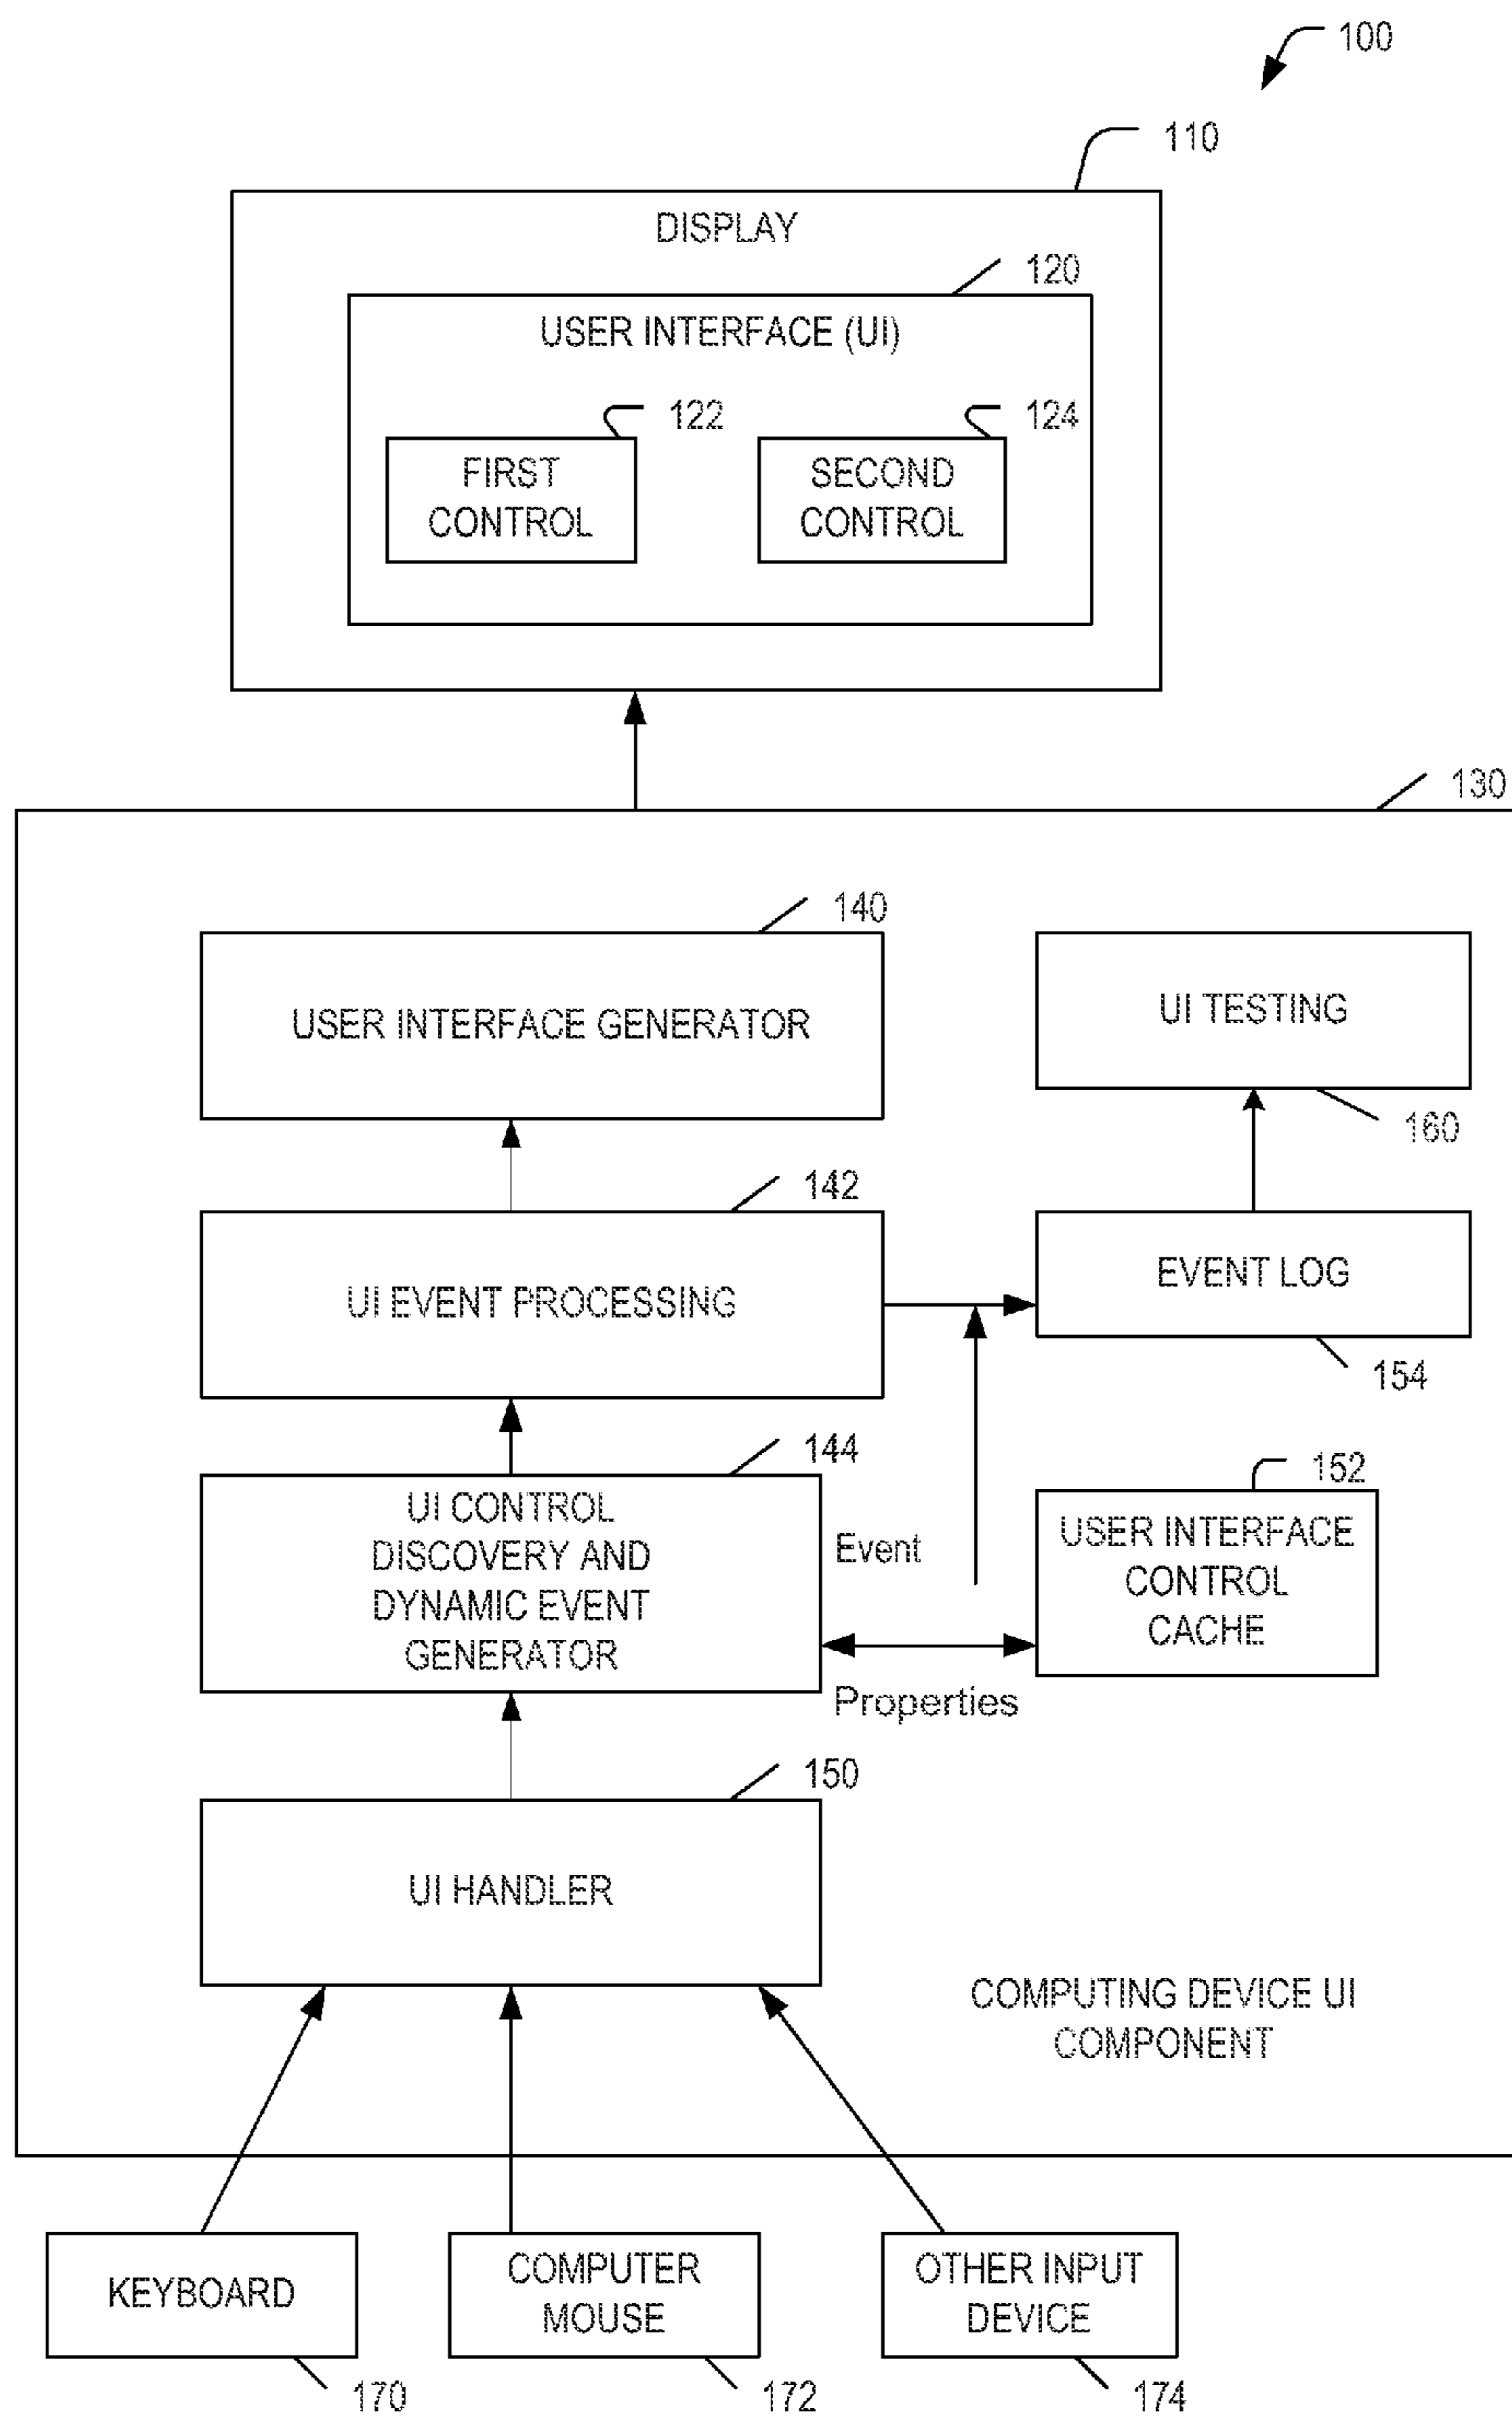 100
110
DISPLAY
120
USER INTERFACE (UI)
122
124
FIRST
CONTROL
SECOND
CONTROL
130
140
USER INTERFACE GENERATOR
UI TESTING
160
142
UI EVENT PROCESSING
EVENT LOG
154
144
UI CONTROL
DISCOVERY AND
DYNAMIC EVENT
GENERATOR
Event
Properties
152
USER INTERFACE
CONTROL
CACHE
150
UI HANDLER
COMPUTING DEVICE UI
COMPONENT
KEYBOARD
170
COMPUTER
MOUSE
172
OTHER INPUT
DEVICE
174